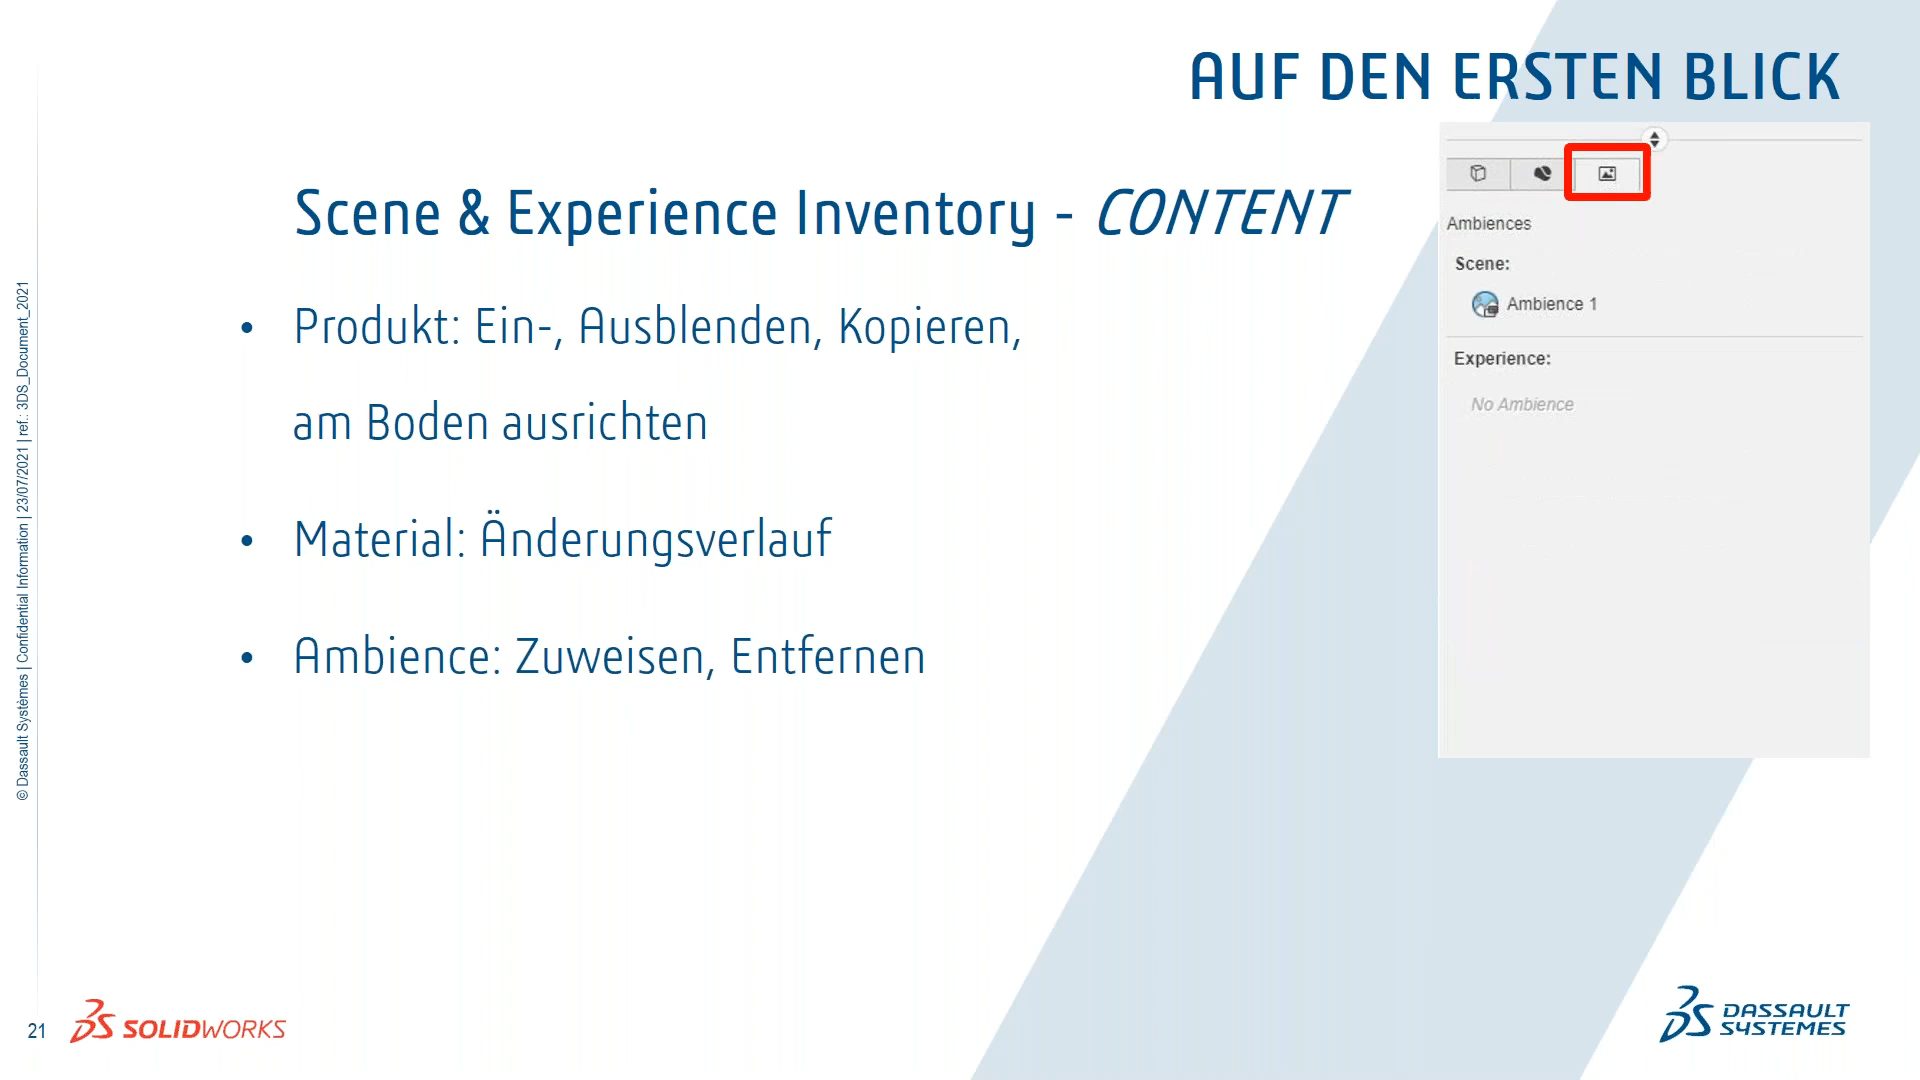 AUF DEN ERSTEN BLICK
Scene & Experience Inventory - CONTENT
• Produkt: Ein-, Ausblenden, Kopieren,
am Boden ausrichten
• Material: Änderungsverlauf
• Ambience: Zuweisen, Entfernen
Ambiences
Scene:
Ambience 1
Experience:
No Ambience
© Dassault Systèmes | Confidential Information | 23/07/2021 | ref.: 3DS_Document_2021
21
SOLIDWORKS
DASSAULT
SYSTEMES